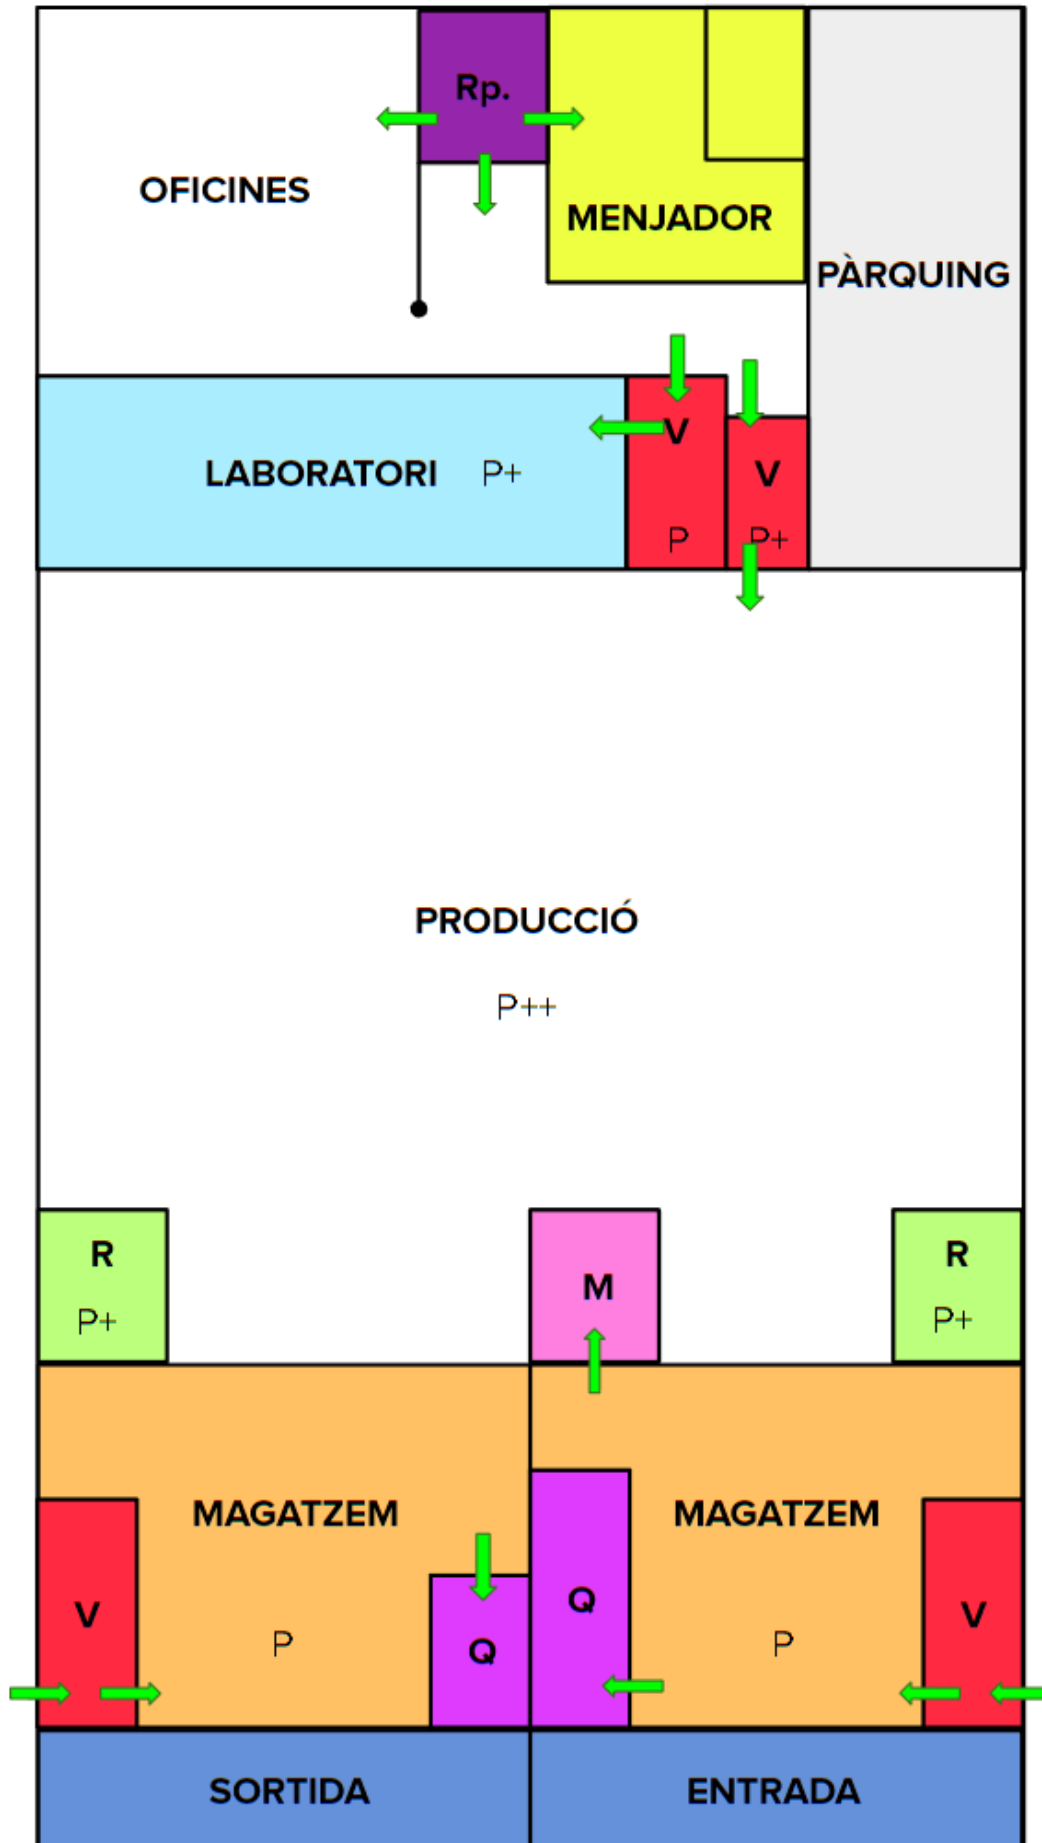 Rp.
OFICINES
MENJADOR
PÀRQUING
V
LABORATORI P+
V
P
P+
PRODUCCIÓ
P++
R
P+
M
R
P+
MAGATZEM
MAGATZEM
V
P
Q
Q
P
V
SORTIDA
ENTRADA